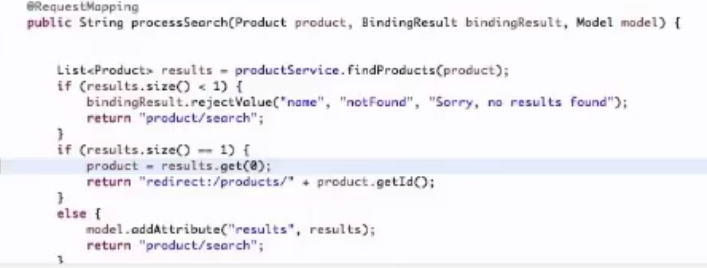 @RequestMapping
public String processSearch(Product product, BindingResult bindingResult, Model model) {
List<Product> results = productService.findProducts(product);
if (results.size() < 1) {
bindingResult.rejectValue("name", "notFound", "Sorry, no results found");
return "product/search";
}
if (results.size() == 1) {
product = results.get(0);
return "redirect:/products/" + product.getId();
}
else {
model.addAttribute("results", results);
return "product/search";
}